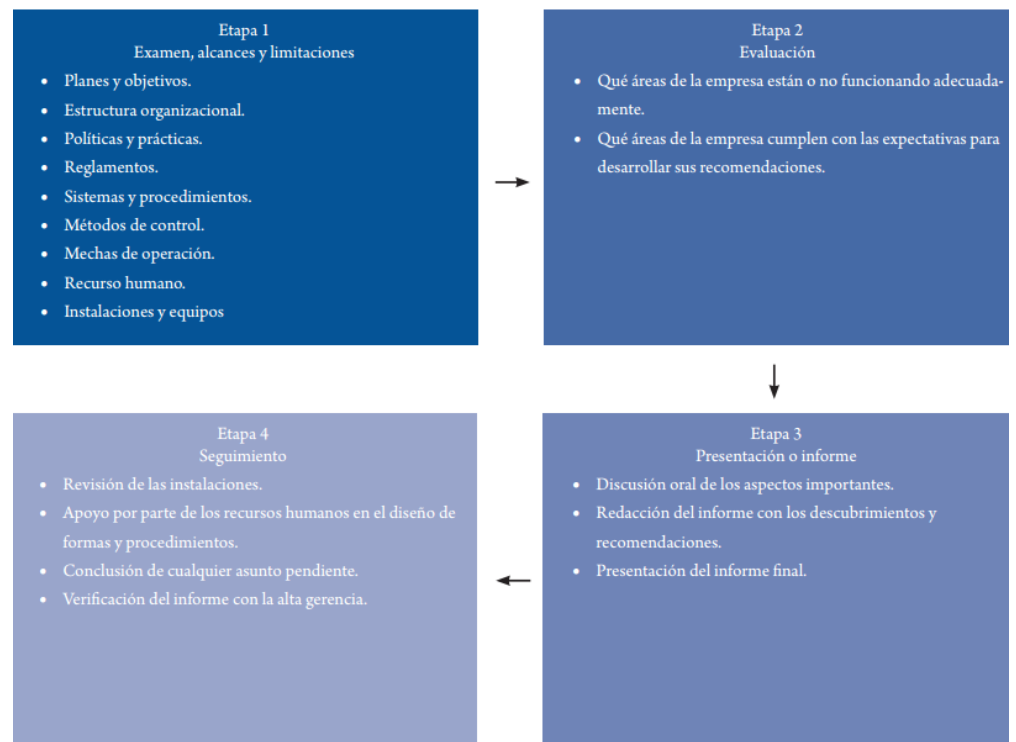 Etapa 1
Examen, alcances y limitaciones
• Planes y objetivos.
• Estructura organizacional.
• Políticas y prácticas.
• Reglamentos.
• Sistemas y procedimientos.
• Métodos de control.
• Mechas de operación.
• Recurso humano.
• Instalaciones y equipos
Etapa 2
Evaluación
• Qué áreas de la empresa están o no funcionando adecuada-
mente.
• Qué áreas de la empresa cumplen con las expectativas para
desarrollar sus recomendaciones.
Etapa 3
Presentación o informe
• Discusión oral de los aspectos importantes.
• Redacción del informe con los descubrimientos y
recomendaciones.
• Presentación del informe final.
Etapa 4
Seguimiento
• Revisión de las instalaciones.
• Apoyo por parte de los recursos humanos en el diseño de
formas y procedimientos.
• Conclusión de cualquier asunto pendiente.
• Verificación del informe con la alta gerencia.